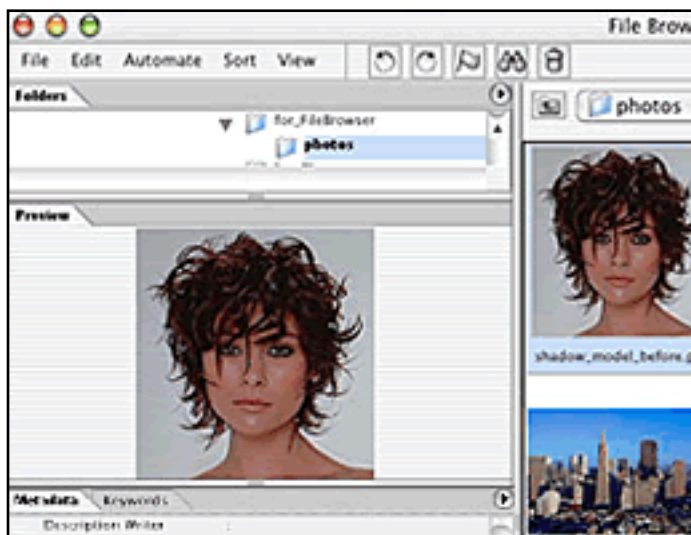 File Brow
File Edit Automate Sort View
Folders
for_FileBrowser
photos
photos
Preview
shadow_model_before.p
Metadata Keywords
Description Writer :